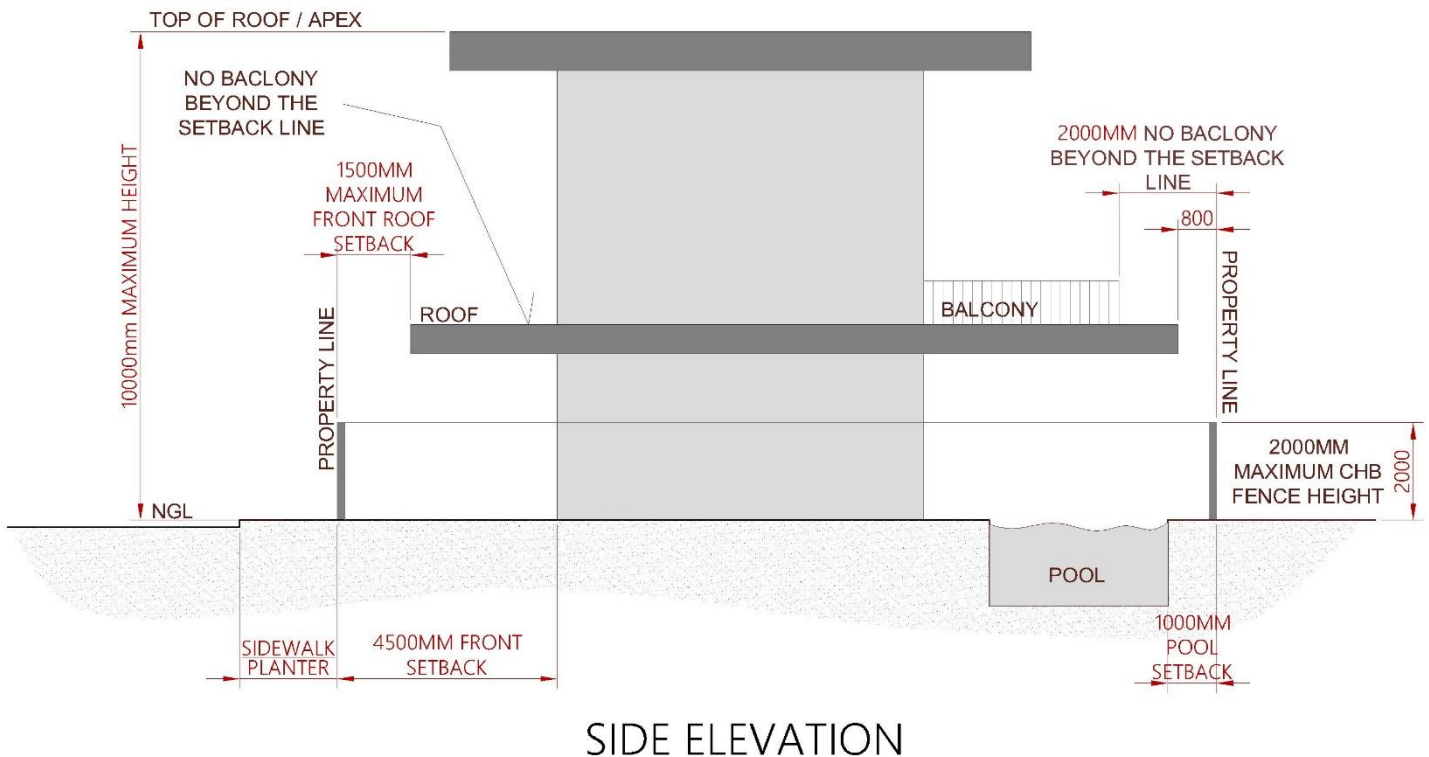 TOP OF ROOF / APEX
NO BACLONY
BEYOND THE
SETBACK LINE
2000MM NO BACLONY
BEYOND THE SETBACK
LINE
1500MM
MAXIMUM
FRONT ROOF
SETBACK
800
10000mm MAXIMUM HEIGHT
PROPERTY LINE
ROOF
BALCONY
PROPERTY LINE
2000MM
MAXIMUM CHB
FENCE HEIGHT
2000
NGL
POOL
SIDEWALK
PLANTER
4500MM FRONT
SETBACK
1000MM
POOL
SETBACK
SIDE ELEVATION